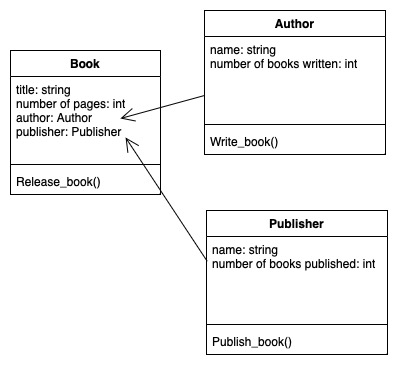 Book
title: string
number of pages: int
author: Author
publisher: Publisher
Release_book()
Author
name: string
number of books written: int
Write_book()
Publisher
name: string
number of books published: int
Publish_book()